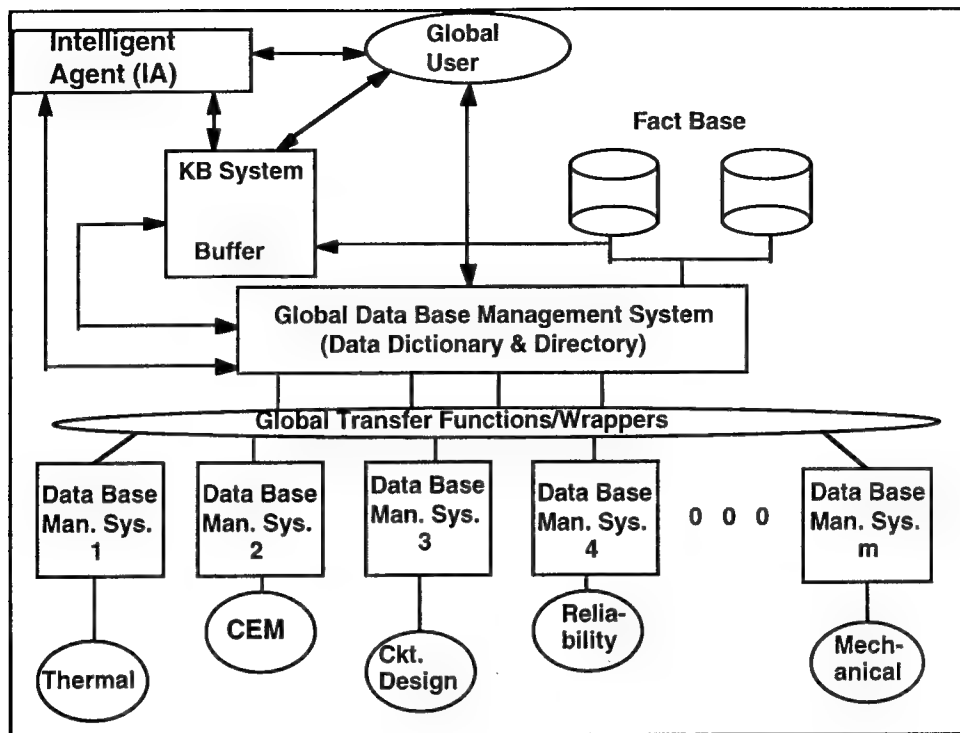 Intelligent
Agent (IA)
Global
User
Fact Base
KB System
Buffer
Global Data Base Management System
(Data Dictionary & Directory)
Global Transfer Functions/Wrappers
Data Base
Man. Sys.
1
Data Base
Man. Sys.
2
Data Base
Man. Sys.
3
Data Base
Man. Sys.
4
0 0 0
Data Base
Man. Sys.
m
Thermal
CEM
Ckt.
Design
Relia-
bility
Mech-
anical